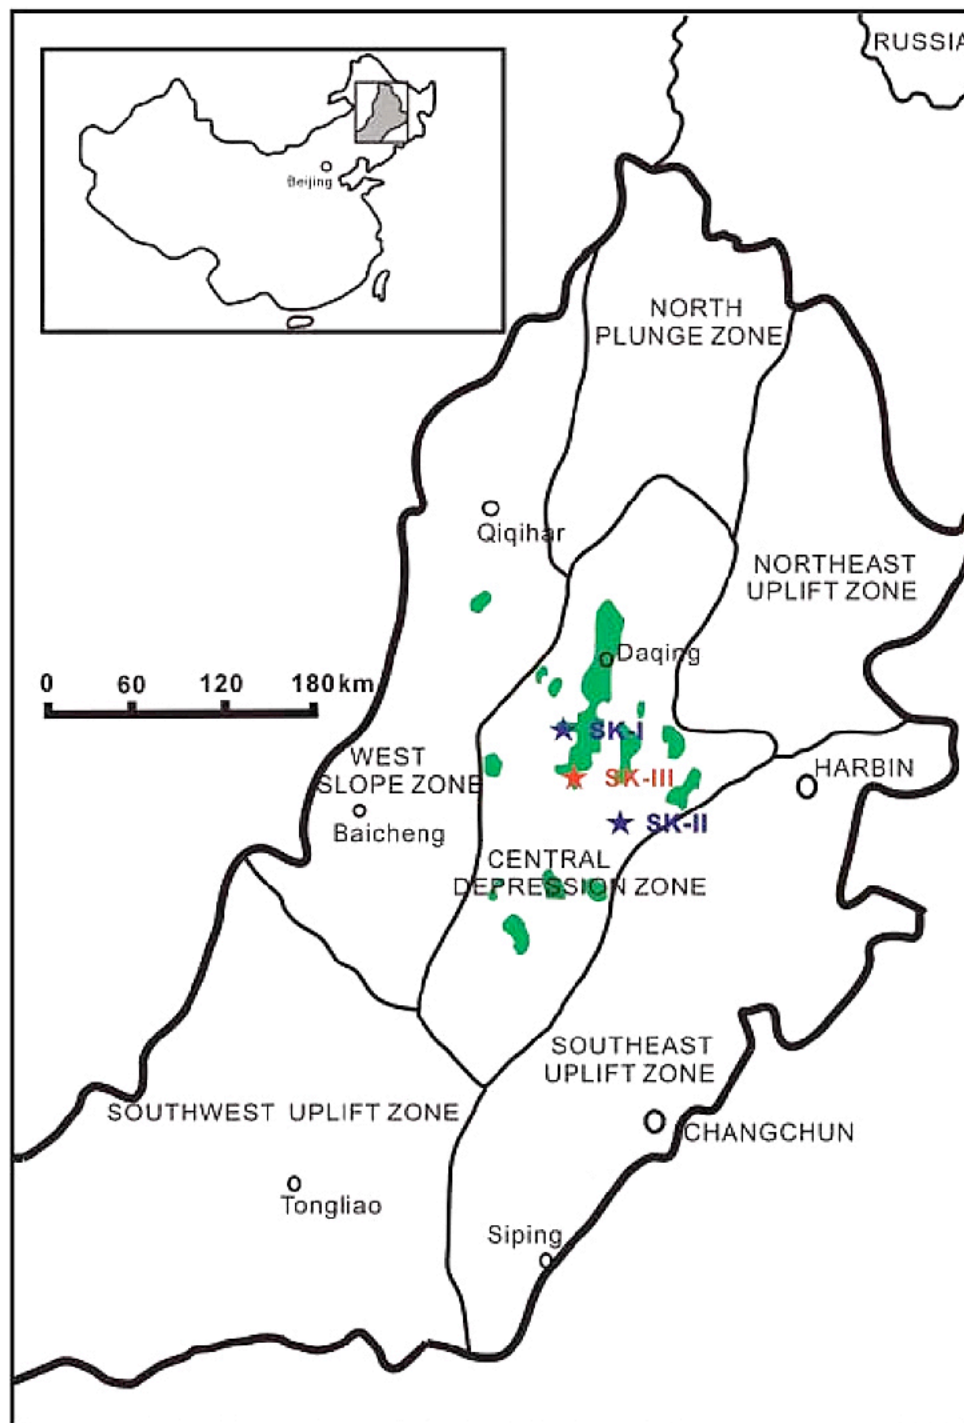 RUSSIA
Beijing
NORTH
PLUNGE ZONE
Qiqihar
NORTHEAST
UPLIFT ZONE
Daqing
0 60 120 180km
SK-I
WEST
SLOPE ZONE
SK-III
HARBIN
Baicheng
SK-II
CENTRAL
DEPRESSION ZONE
SOUTHEAST
UPLIFT ZONE
SOUTHWEST UPLIFT ZONE
CHANGCHUN
Tongliao
Siping